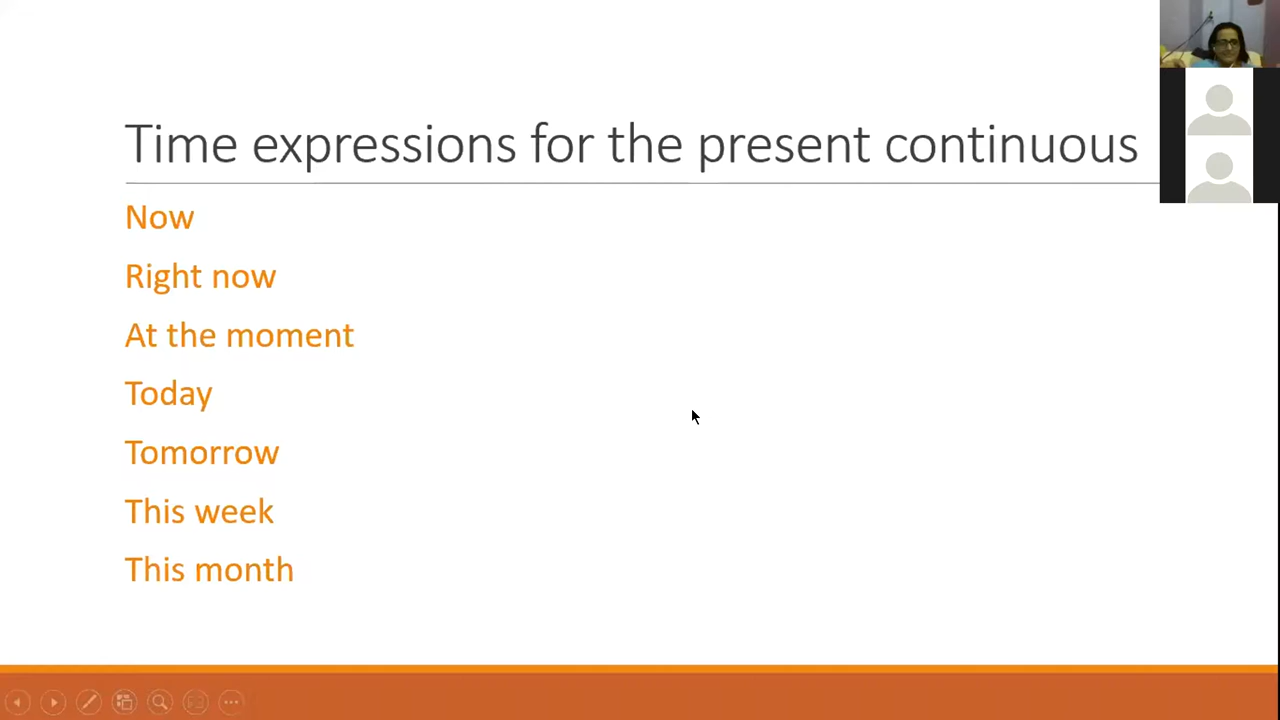 Time expressions for the present continuous
Now
Right now
At the moment
Today
Tomorrow
This week
This month